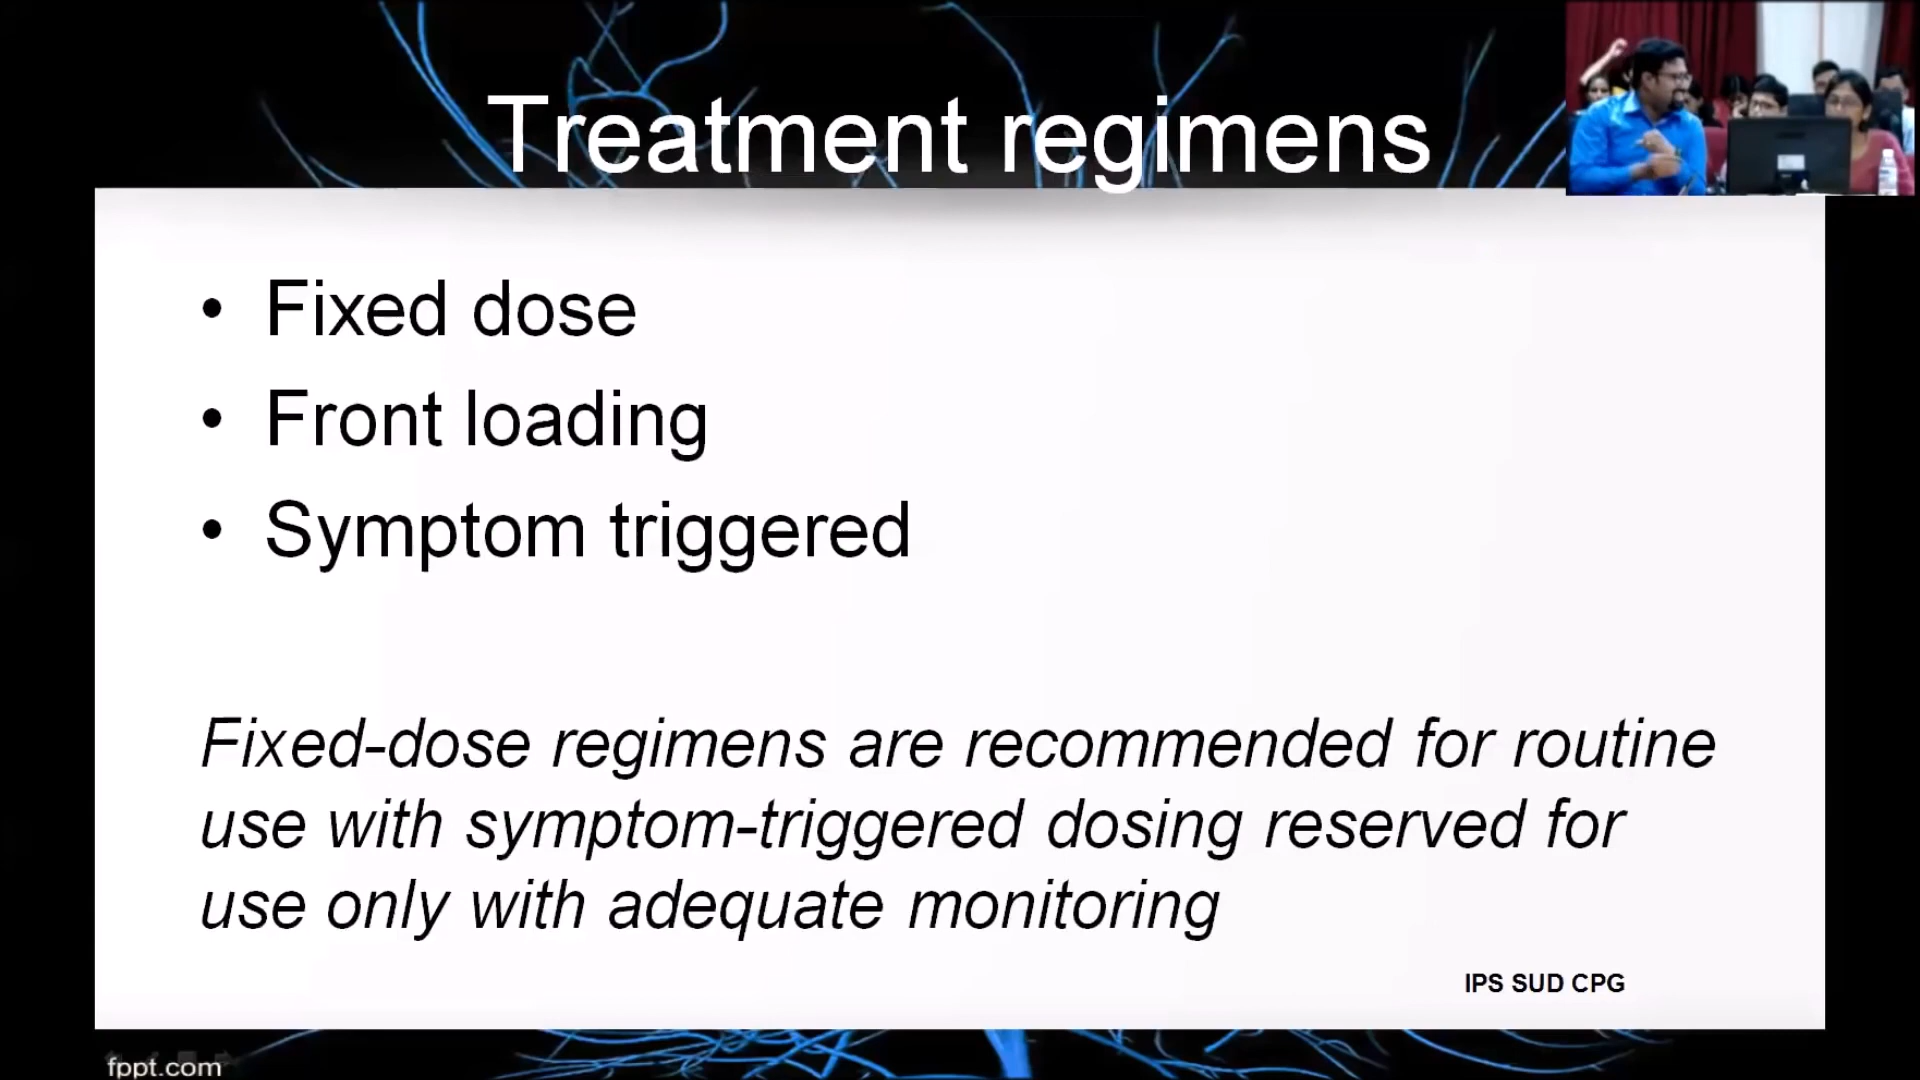 Treatment regimens
• Fixed dose
• Front loading
• Symptom triggered
Fixed-dose regimens are recommended for routine
use with symptom-triggered dosing reserved for
use only with adequate monitoring
IPS SUD CPG
fppt.com